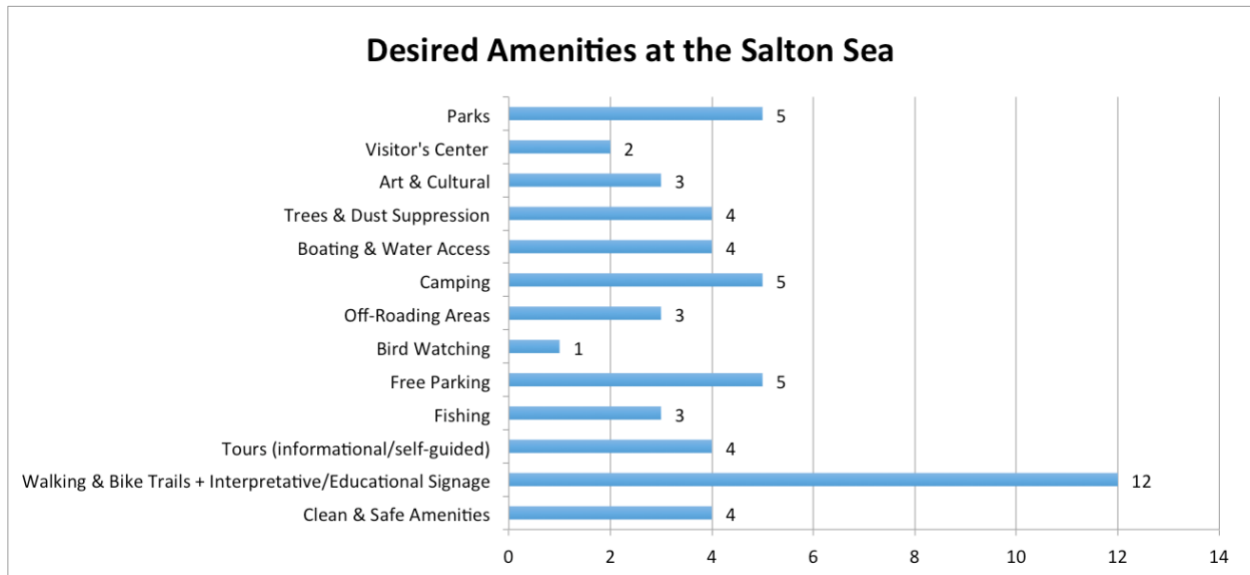 Desired Amenities at the Salton Sea
Parks 5
Visitor's Center 2
Art & Cultural 3
Trees & Dust Suppression 4
Boating & Water Access 4
Camping 5
Off-Roading Areas 3
Bird Watching 1
Free Parking 5
Fishing 3
Tours (informational/self-guided) 4
Walking & Bike Trails + Interpretative/Educational Signage 12
Clean & Safe Amenities 4
0 2 4 6 8 10 12 14